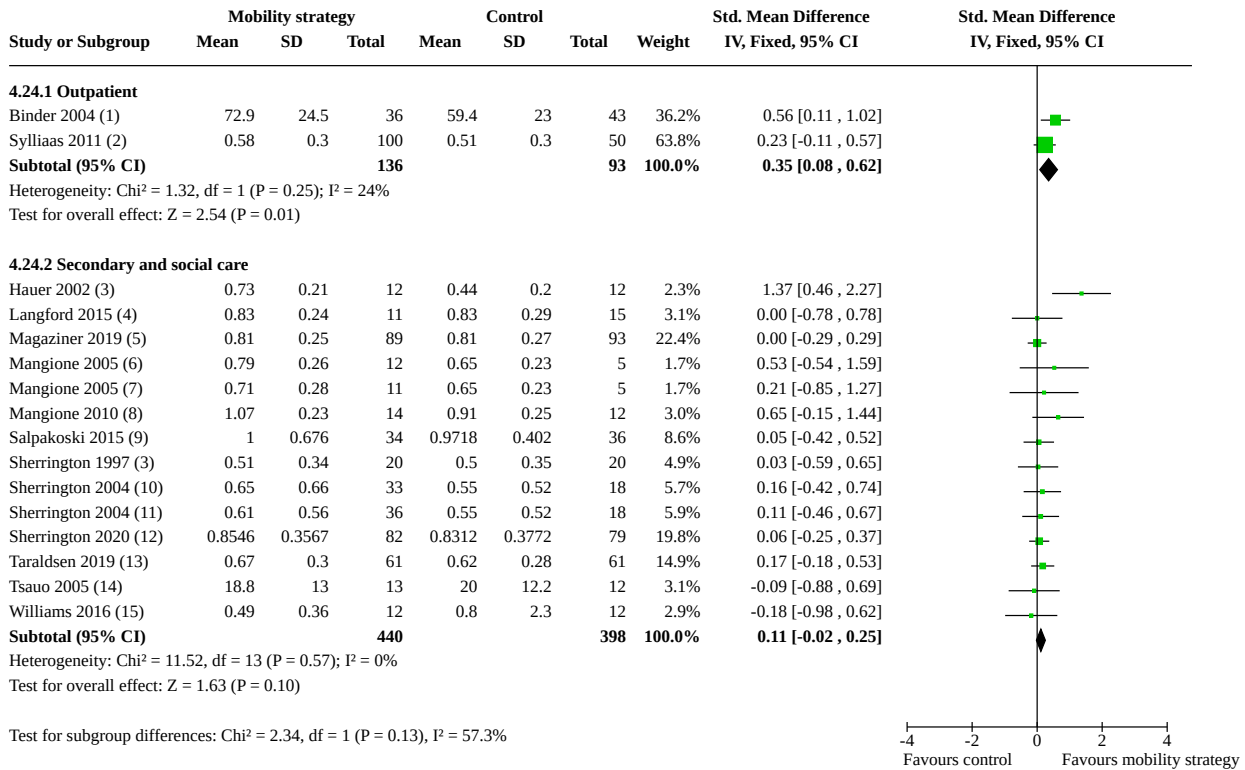 Mobility strategy Control Std. Mean Difference Std. Mean Difference
Study or Subgroup Mean SD Total Mean SD Total Weight IV, Fixed, 95% CI IV, Fixed, 95% CI
4.24.1 Outpatient
Binder 2004 (1) 72.9 24.5 36 59.4 23 43 36.2% 0.56 [0.11 , 1.02]
Sylliaas 2011 (2) 0.58 0.3 100 0.51 0.3 50 63.8% 0.23 [-0.11 , 0.57]
Subtotal (95% CI) 136 93 100.0% 0.35 [0.08 , 0.62]
Heterogeneity: Chi² = 1.32, df = 1 (P = 0.25); I² = 24%
Test for overall effect: Z = 2.54 (P = 0.01)
4.24.2 Secondary and social care
Hauer 2002 (3) 0.73 0.21 12 0.44 0.2 12 2.3% 1.37 [0.46 , 2.27]
Langford 2015 (4) 0.83 0.24 11 0.83 0.29 15 3.1% 0.00 [-0.78 , 0.78]
Magaziner 2019 (5) 0.81 0.25 89 0.81 0.27 93 22.4% 0.00 [-0.29 , 0.29]
Mangione 2005 (6) 0.79 0.26 12 0.65 0.23 5 1.7% 0.53 [-0.54 , 1.59]
Mangione 2005 (7) 0.71 0.28 11 0.65 0.23 5 1.7% 0.21 [-0.85 , 1.27]
Mangione 2010 (8) 1.07 0.23 14 0.91 0.25 12 3.0% 0.65 [-0.15 , 1.44]
Salpakoski 2015 (9) 1 0.676 34 0.9718 0.402 36 8.6% 0.05 [-0.42 , 0.52]
Sherrington 1997 (3) 0.51 0.34 20 0.5 0.35 20 4.9% 0.03 [-0.59 , 0.65]
Sherrington 2004 (10) 0.65 0.66 33 0.55 0.52 18 5.7% 0.16 [-0.42 , 0.74]
Sherrington 2004 (11) 0.61 0.56 36 0.55 0.52 18 5.9% 0.11 [-0.46 , 0.67]
Sherrington 2020 (12) 0.8546 0.3567 82 0.8312 0.3772 79 19.8% 0.06 [-0.25 , 0.37]
Taraldsen 2019 (13) 0.67 0.3 61 0.62 0.28 61 14.9% 0.17 [-0.18 , 0.53]
Tsauo 2005 (14) 18.8 13 13 20 12.2 12 3.1% -0.09 [-0.88 , 0.69]
Williams 2016 (15) 0.49 0.36 12 0.8 2.3 12 2.9% -0.18 [-0.98 , 0.62]
Subtotal (95% CI) 440 398 100.0% 0.11 [-0.02 , 0.25]
Heterogeneity: Chi² = 11.52, df = 13 (P = 0.57); I² = 0%
Test for overall effect: Z = 1.63 (P = 0.10)
Test for subgroup differences: Chi² = 2.34, df = 1 (P = 0.13), I² = 57.3%
-4 -2 0 2 4
Favours control Favours mobility strategy